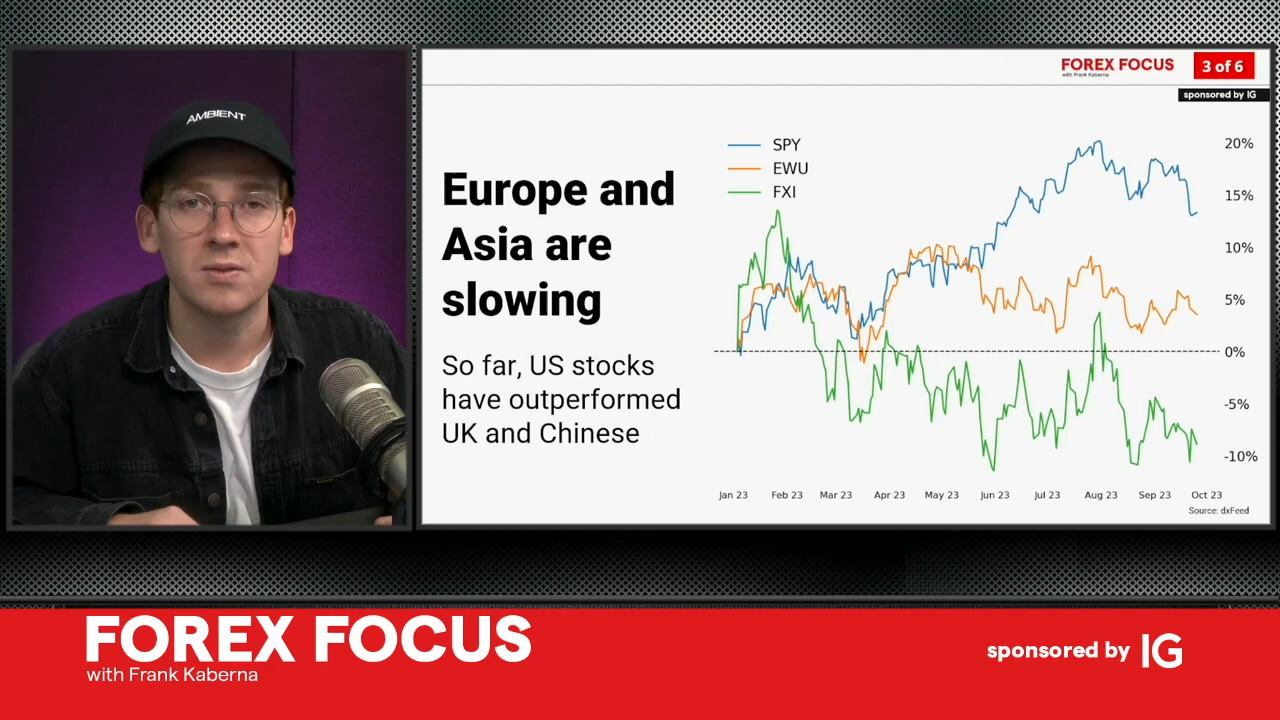 AMBIENT
FOREX FOCUS
with Frank Kaberna
3 of 6
sponsored by IG
Europe and
Asia are
slowing
So far, US stocks
have outperformed
UK and Chinese
SPY
EWU
FXI
20%
15%
10%
5%
0%
-5%
-10%
Jan 23 Feb 23 Mar 23 Apr 23 May 23 Jun 23 Jul 23 Aug 23 Sep 23 Oct 23
Source: dxFeed
FOREX FOCUS
with Frank Kaberna
sponsored by IG